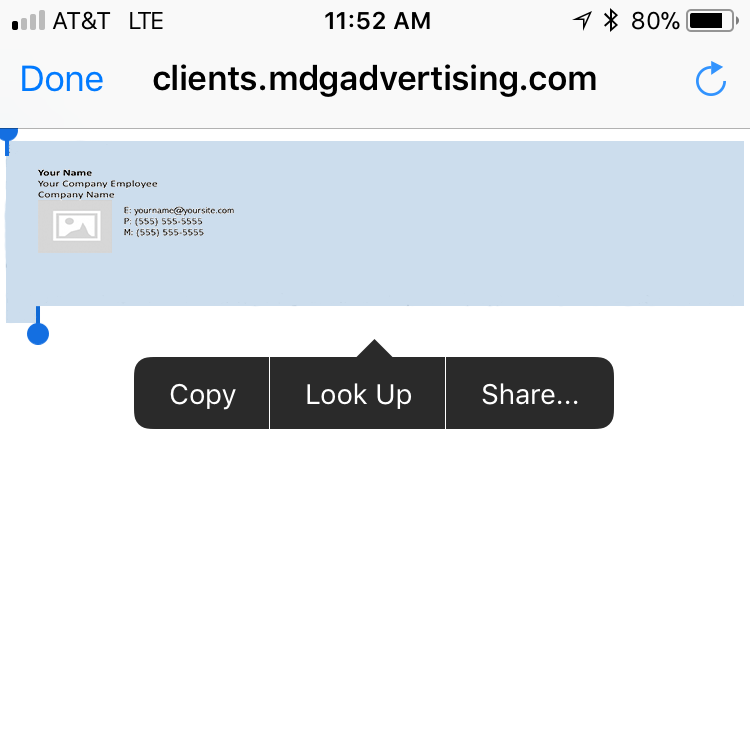 AT&T LTE 11:52 AM 80%
Done clients.mdgadvertising.com
Your Name
Your Company Employee
Company Name
E: yourname@yoursite.com
P: (555) 555-5555
M: (555) 555-5555
Copy Look Up Share...